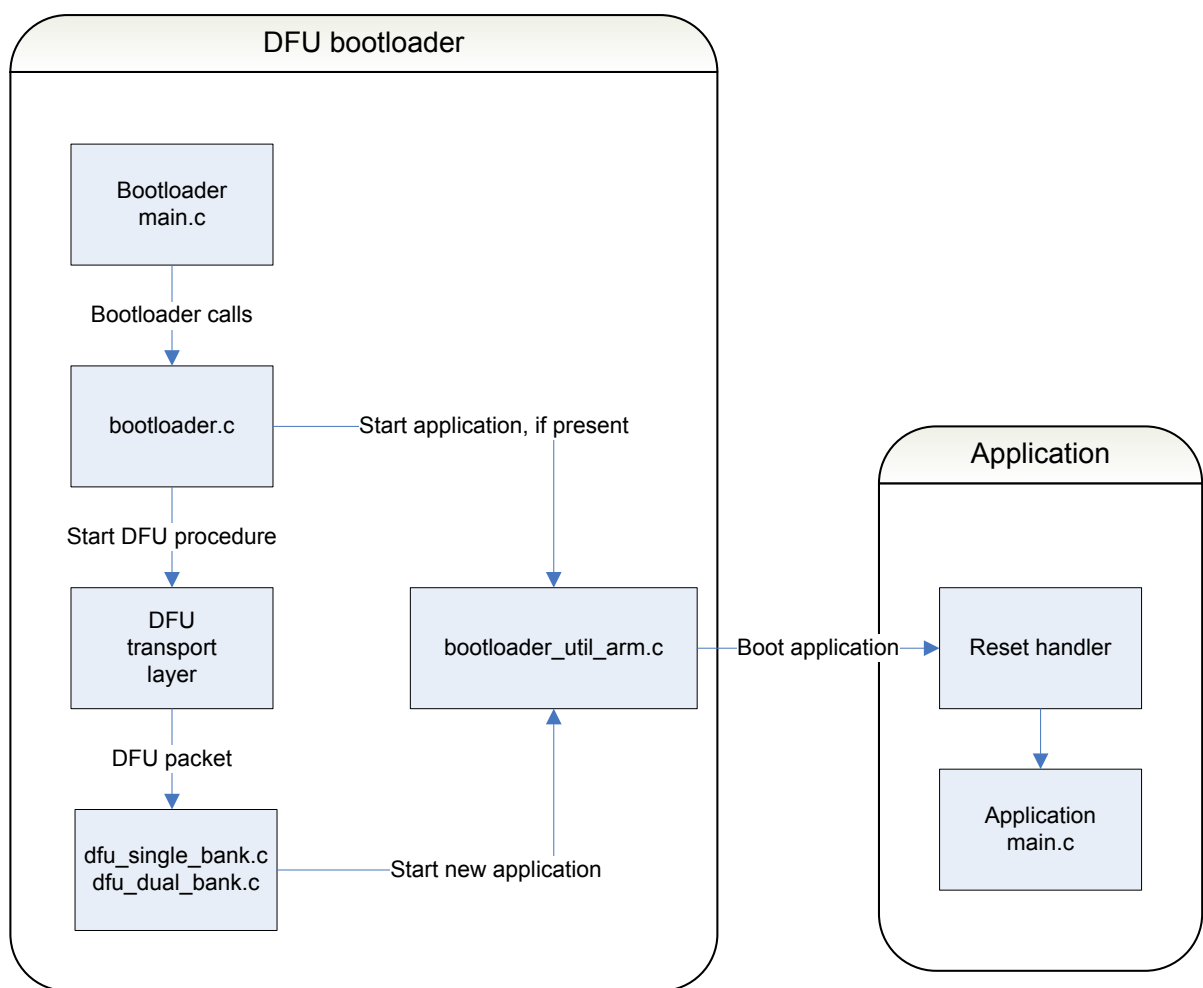 DFU bootloader
Bootloader
main.c
Bootloader calls
bootloader.c
Start application, if present
Start DFU procedure
DFU
transport
layer
bootloader_util_arm.c
DFU packet
dfu_single_bank.c
dfu_dual_bank.c
Start new application
Boot application
Application
Reset handler
Application
main.c